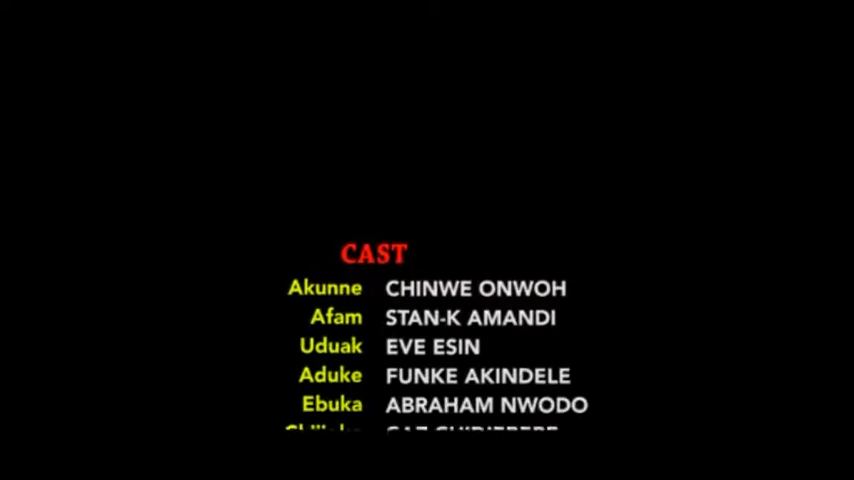 CAST
Akunne CHINWE ONWOH
Afam STAN-K AMANDI
Uduak EVE ESIN
Aduke FUNKE AKINDELE
Ebuka ABRAHAM NWODO